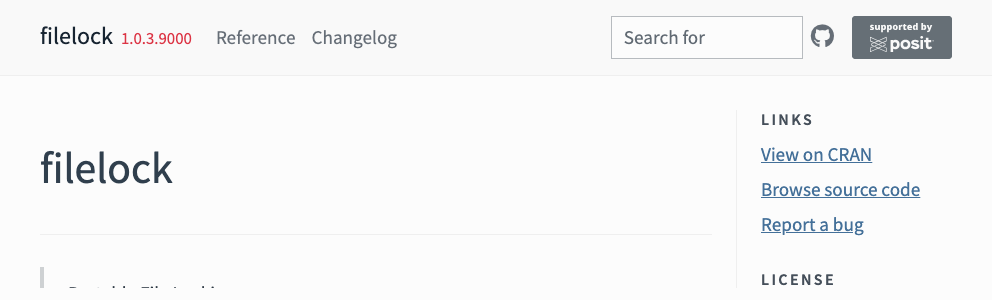 filelock 1.0.3.9000 Reference Changelog Search for supported by posit
filelock
LINKS
View on CRAN
Browse source code
Report a bug
LICENSE